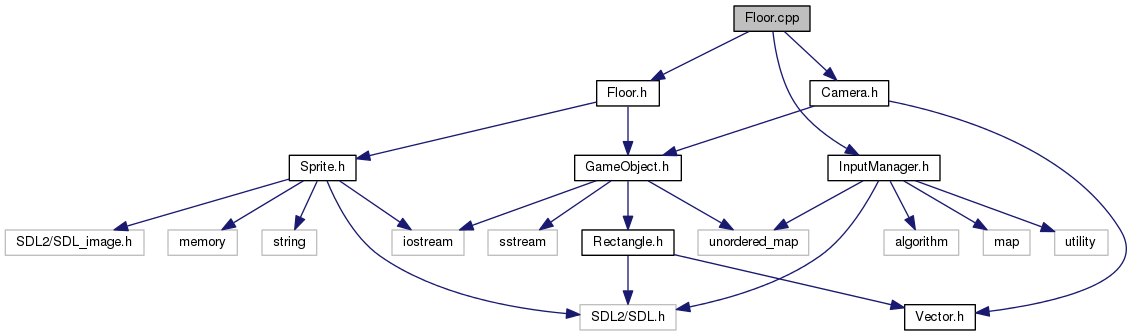 Floor.cpp
Floor.h
Camera.h
Sprite.h
GameObject.h
InputManager.h
SDL2/SDL_image.h
memory
string
iostream
sstream
Rectangle.h
unordered_map
algorithm
map
utility
SDL2/SDL.h
Vector.h